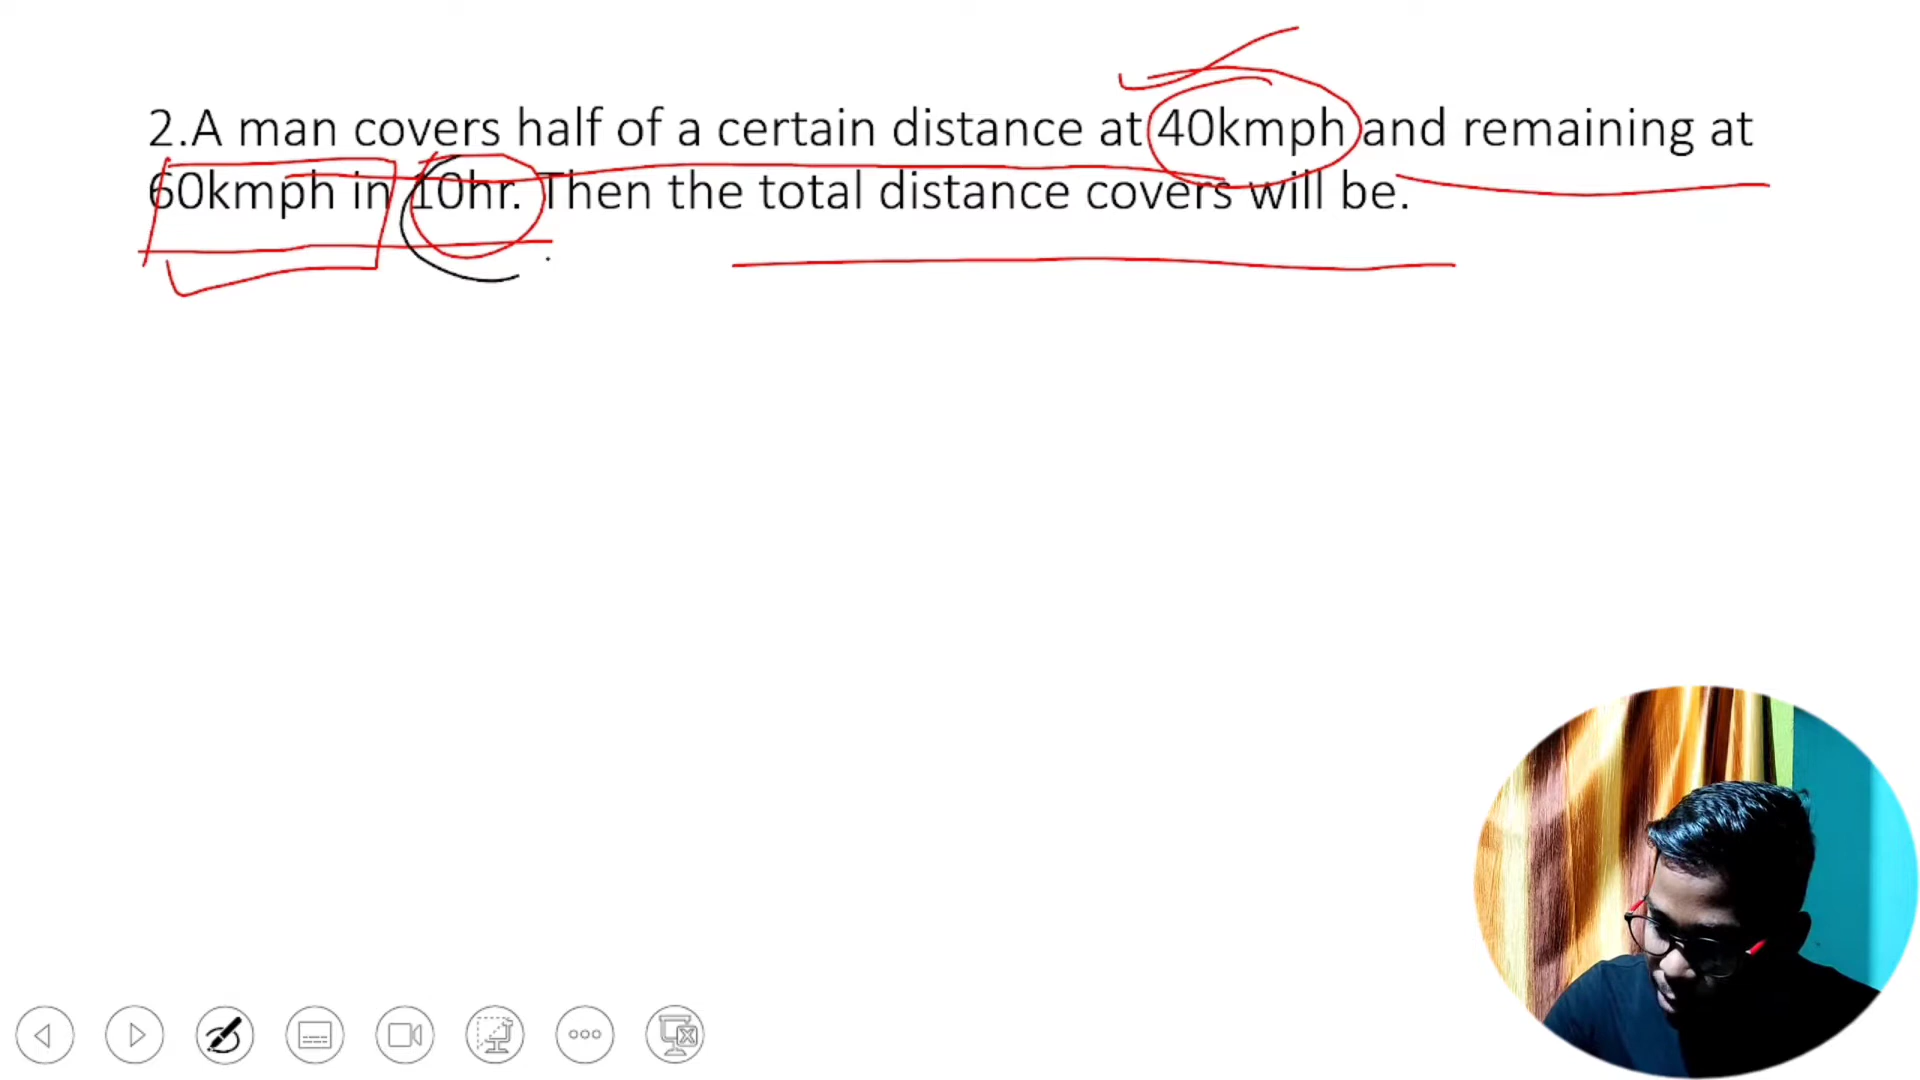 2.A man covers half of a certain distance at 40kmph and remaining at
60kmph in 10hr. Then the total distance covers will be.